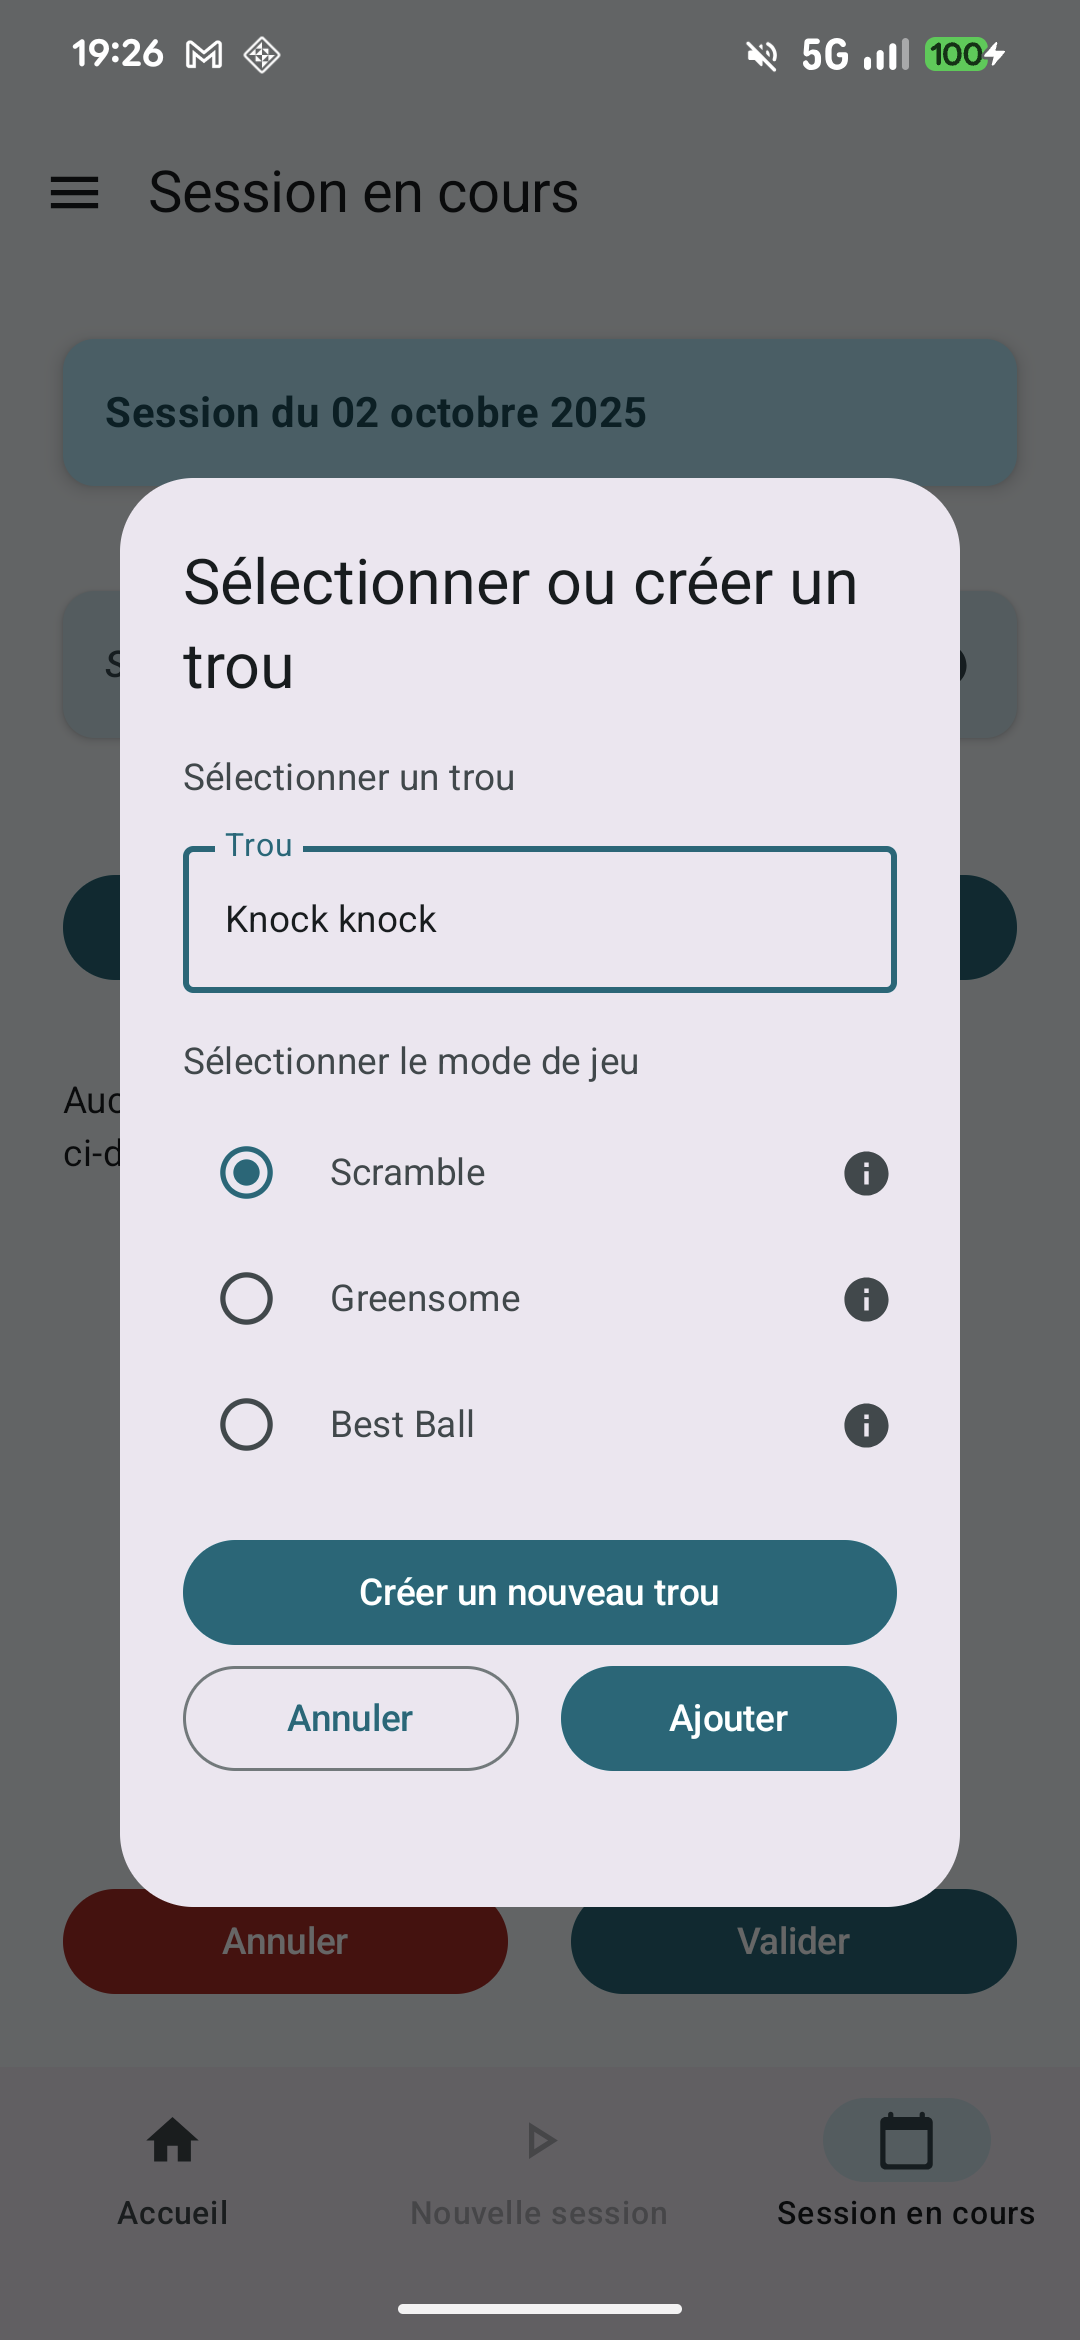 19:26
5G
100
Session en cours
Session du 02 octobre 2025
Sélectionner ou créer un
trou
Sélectionner un trou
Trou
Knock knock
Sélectionner le mode de jeu
Scramble
Greensome
Best Ball
Créer un nouveau trou
Annuler
Ajouter
Annuler
Valider
Accueil
Nouvelle session
Session en cours